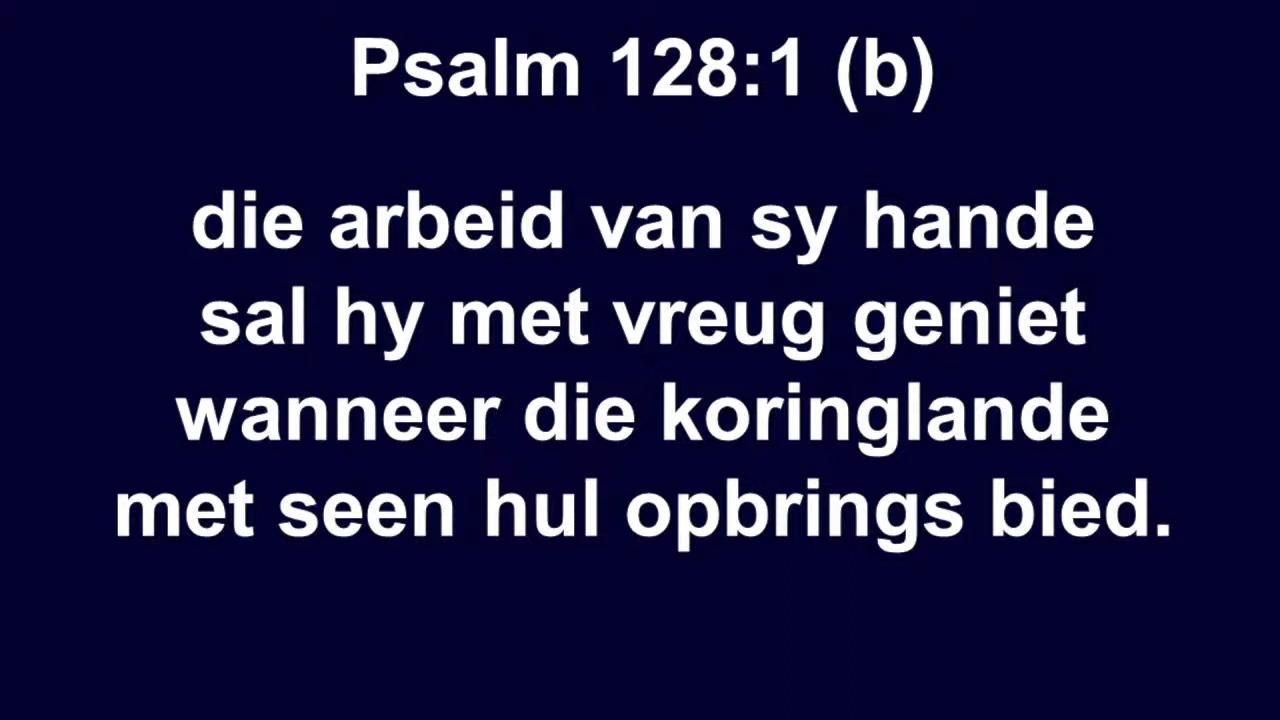 Psalm 128:1 (b)
die arbeid van sy hande
sal hy met vreug geniet
wanneer die koringlande
met seen hul opbrings bied.